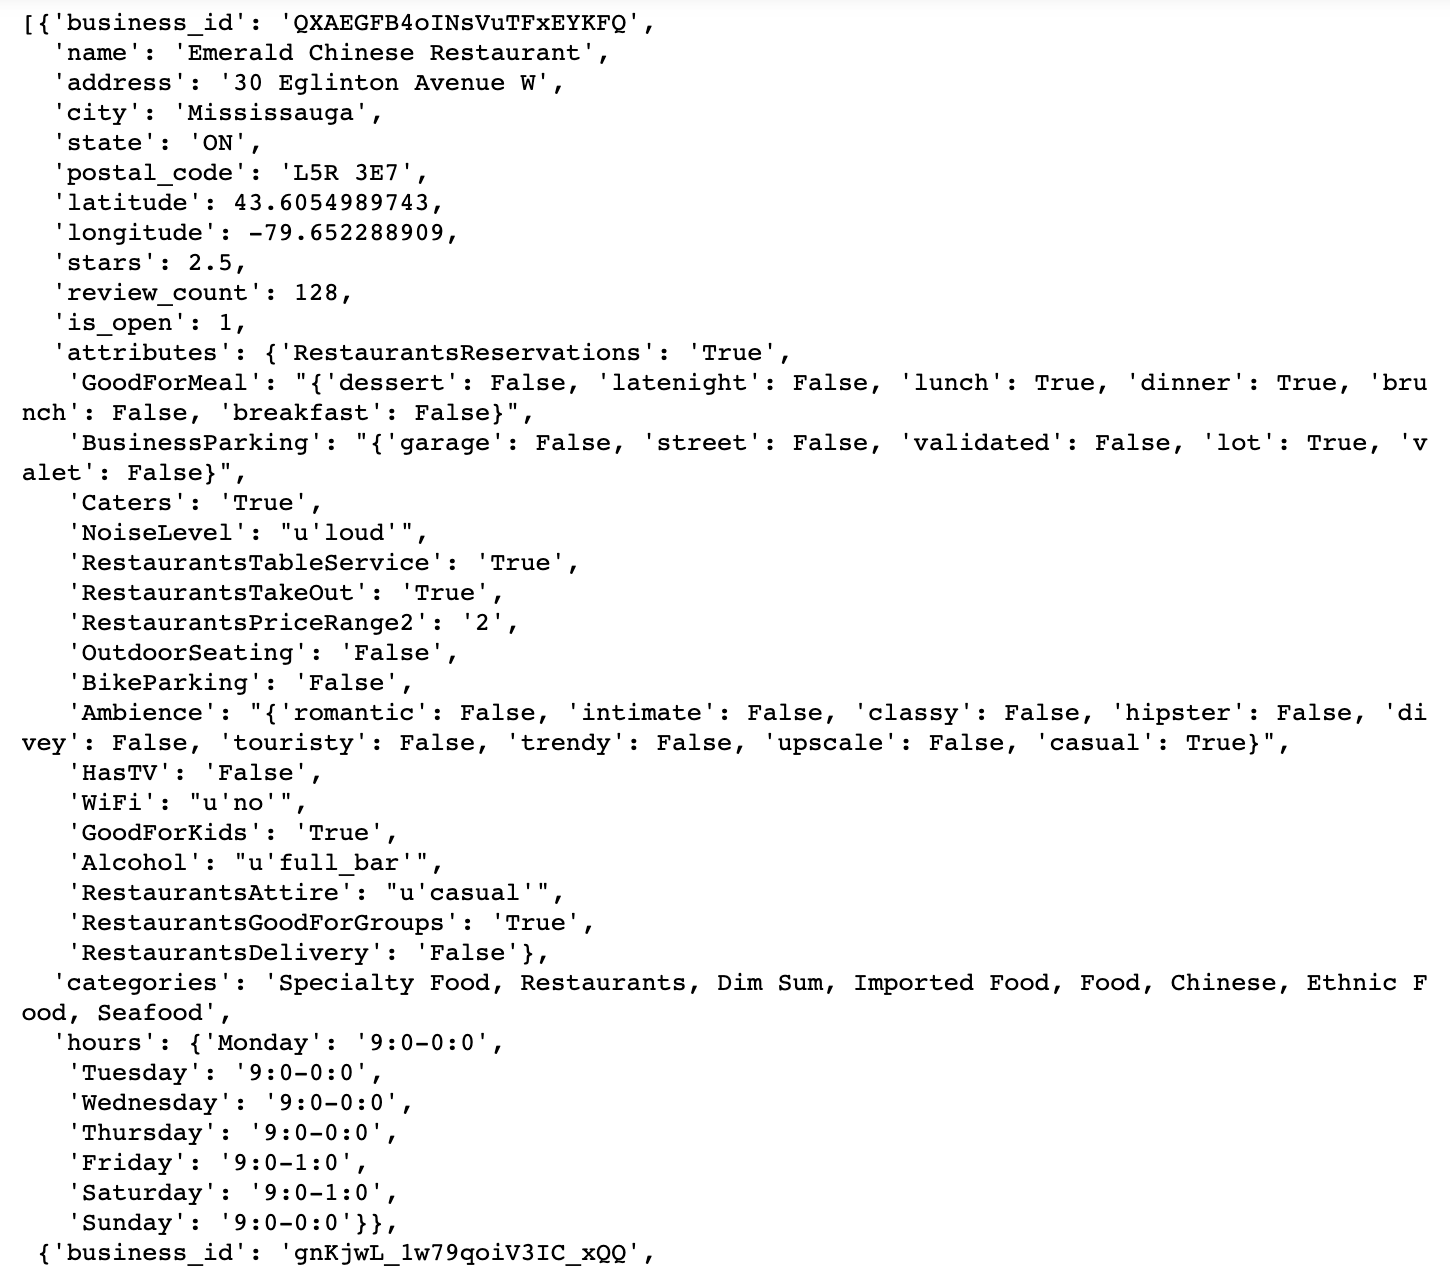 [{'business_id': 'QXAEGFB4oINsVuTFxEYKFQ',
'name': 'Emerald Chinese Restaurant',
'address': '30 Eglinton Avenue W',
'city': 'Mississauga',
'state': 'ON',
'postal_code': 'L5R 3E7',
'latitude': 43.6054989743,
'longitude': -79.652288909,
'stars': 2.5,
'review_count': 128,
'is_open': 1,
'attributes': {'RestaurantsReservations': 'True',
'GoodForMeal': "{'dessert': False, 'latenight': False, 'lunch': True, 'dinner': True, 'bru
nch': False, 'breakfast': False}",
'BusinessParking': "{'garage': False, 'street': False, 'validated': False, 'lot': True, 'v
alet': False}",
'Caters': 'True',
'NoiseLevel': "u'loud'",
'RestaurantsTableService': 'True',
'RestaurantsTakeOut': 'True',
'RestaurantsPriceRange2': '2',
'OutdoorSeating': 'False',
'BikeParking': 'False',
'Ambience': "{'romantic': False, 'intimate': False, 'classy': False, 'hipster': False, 'di
vey': False, 'touristy': False, 'trendy': False, 'upscale': False, 'casual': True}",
'HasTV': 'False',
'WiFi': "u'no'",
'GoodForKids': 'True',
'Alcohol': "u'full_bar'",
'RestaurantsAttire': "u'casual'",
'RestaurantsGoodForGroups': 'True',
'RestaurantsDelivery': 'False'},
'categories': 'Specialty Food, Restaurants, Dim Sum, Imported Food, Food, Chinese, Ethnic F
ood, Seafood',
'hours': {'Monday': '9:0-0:0',
'Tuesday': '9:0-0:0',
'Wednesday': '9:0-0:0',
'Thursday': '9:0-0:0',
'Friday': '9:0-1:0',
'Saturday': '9:0-1:0',
'Sunday': '9:0-0:0'}},
{'business_id': 'gnKjwL_1w79qoiV3IC_xQQ',